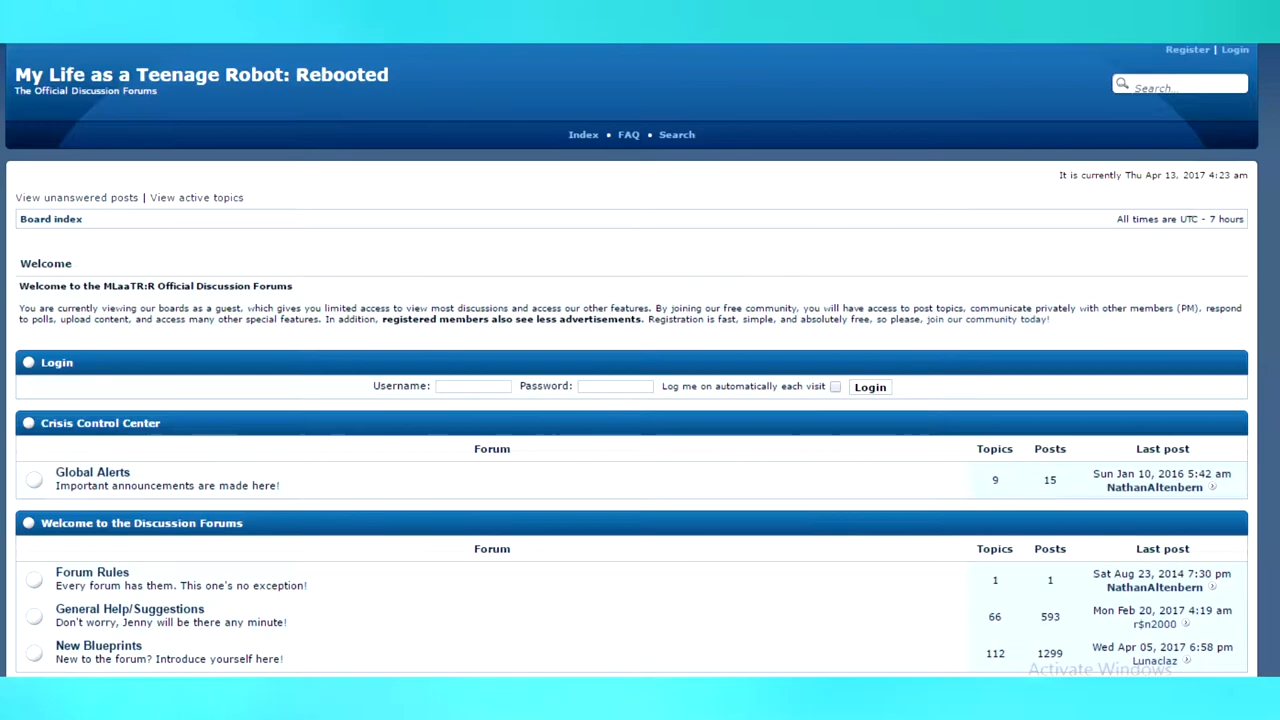 Register | Login
My Life as a Teenage Robot: Rebooted
The Official Discussion Forums
Search...
Index • FAQ • Search
It is currently Thu Apr 13, 2017 4:23 am
View unanswered posts | View active topics
Board index
All times are UTC - 7 hours
Welcome
Welcome to the MLaaTR:R Official Discussion Forums
You are currently viewing our boards as a guest, which gives you limited access to view most discussions and access our other features. By joining our free community, you will have access to post topics, communicate privately with other members (PM), respond
to polls, upload content, and access many other special features. In addition, registered members also see less advertisements. Registration is fast, simple, and absolutely free, so please, join our community today!
Login
Username: Password: Log me on automatically each visit Login
Crisis Control Center
Forum Topics Posts Last post
Global Alerts
Important announcements are made here!
9 15
Sun Jan 10, 2016 5:42 am
NathanAltenbern
Welcome to the Discussion Forums
Forum Topics Posts Last post
Forum Rules
Every forum has them. This one's no exception!
1 1
Sat Aug 23, 2014 7:30 pm
NathanAltenbern
General Help/Suggestions
Don't worry, Jenny will be there any minute!
66 593
Mon Feb 20, 2017 4:19 am
r$n2000
New Blueprints
New to the forum? Introduce yourself here!
112 1299
Wed Apr 05, 2017 6:58 pm
Lunaclaz
Activate Windows